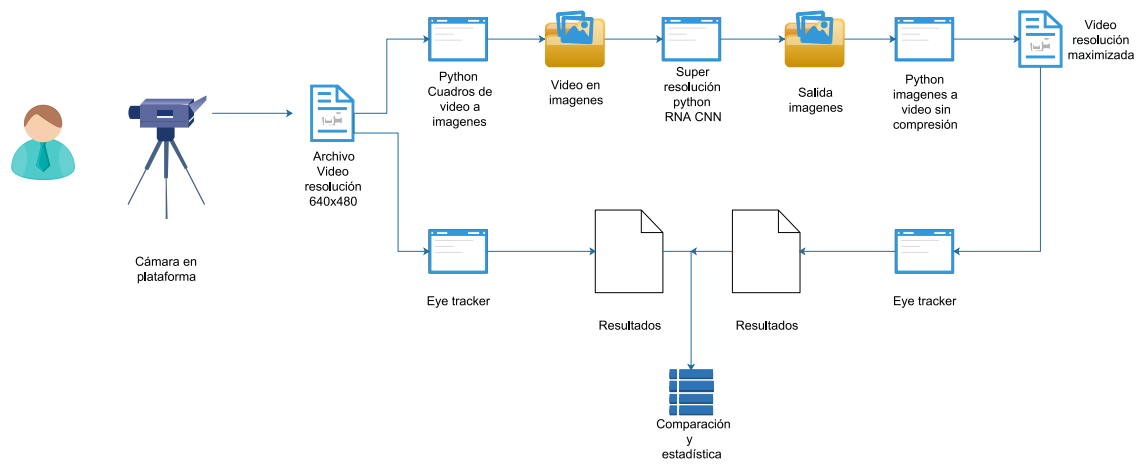 Python
Cuadros de
video a
imagenes
Video en
imagenes
Super
resolución
python
RNA CNN
Salida
imagenes
Python
imagenes a
video sin
compresión
Video
resolución
maximizada
Archivo
Video
resolución
640x480
Cámara en
plataforma
Eye tracker
Resultados
Resultados
Eye tracker
Comparación
y
estadística